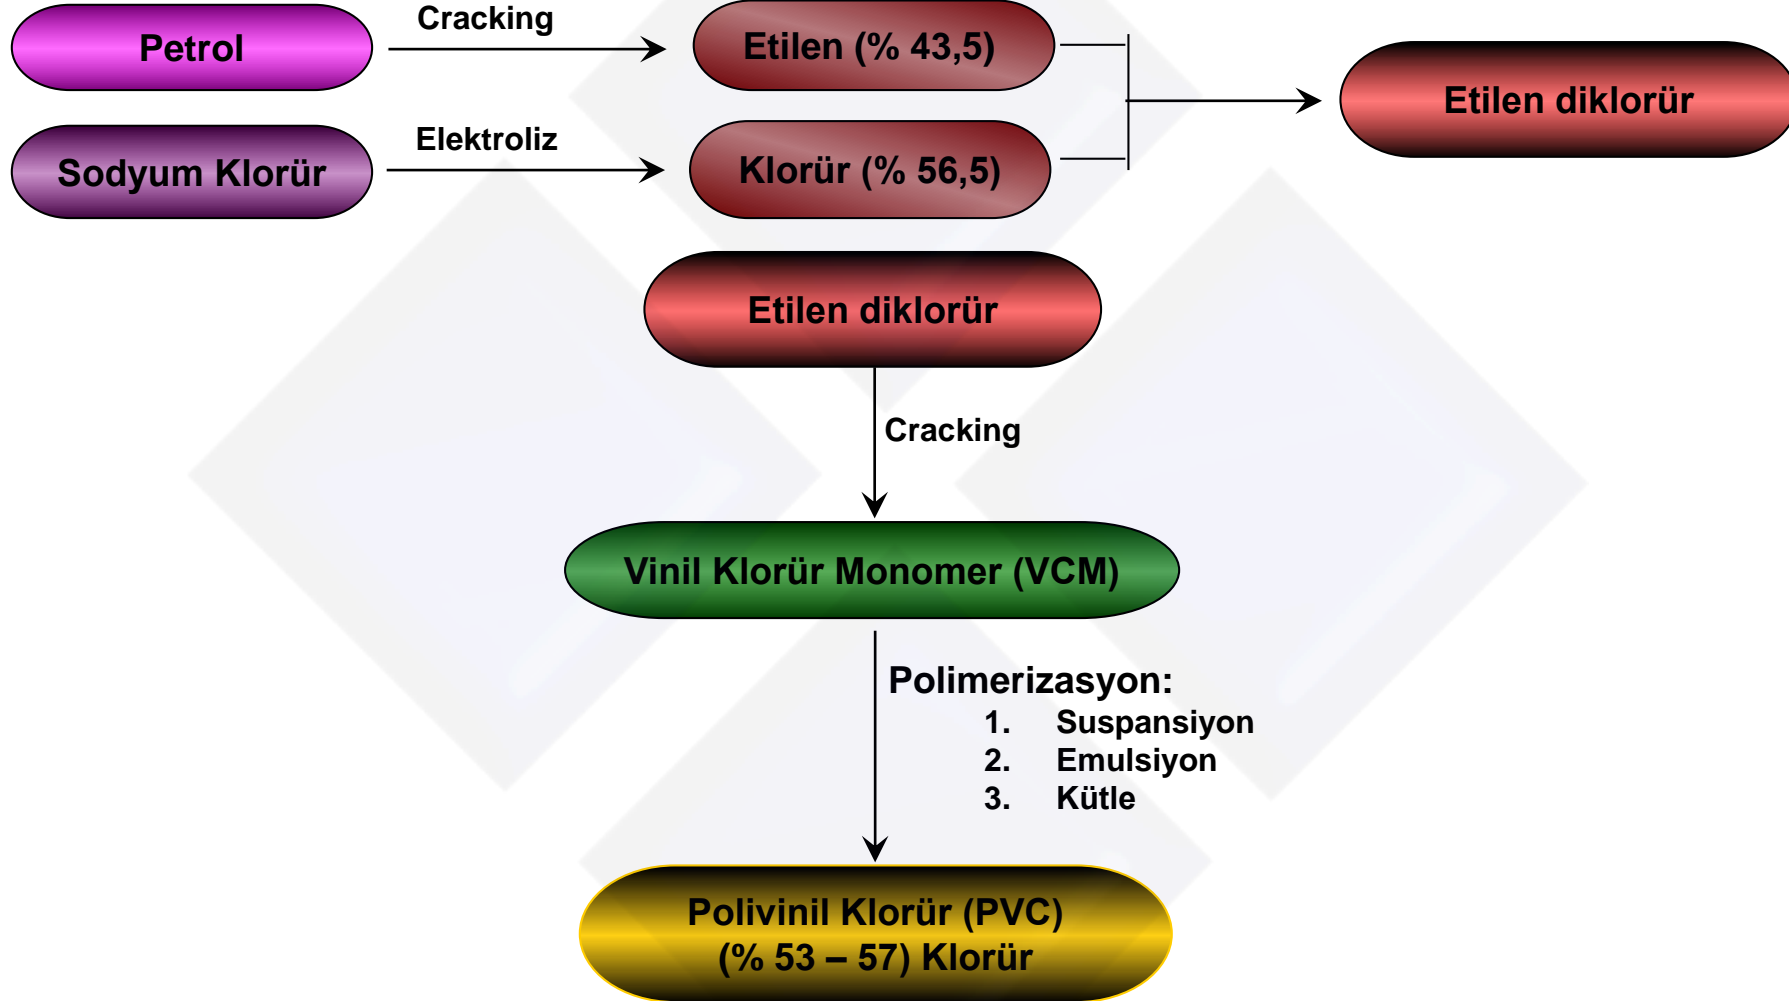 Cracking
Petrol
Etilen (% 43,5)
Etilen diklorür
Elektroliz
Sodyum Klorür
Klorür (% 56,5)
Etilen diklorür
Cracking
Vinil Klorür Monomer (VCM)
Polimerizasyon:
1. Suspansiyon
2. Emulsiyon
3. Kütle
Polivinil Klorür (PVC)
(% 53 – 57) Klorür